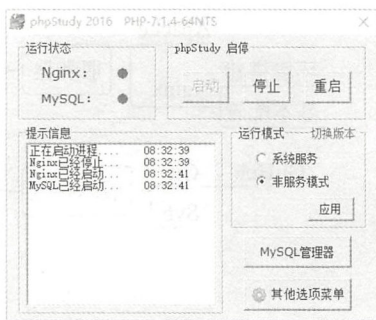 phpStudy 2016 PHP-7.1.4-64NTS
运行状态
Nginx:
MySQL:
phpStudy 启停
启动 停止 重启
提示信息
正在启动进程.... 08:32:39
Nginx已经停止... 08:32:39
Nginx已经启动... 08:32:41
MySQL已经启动... 08:32:41
运行模式 切换版本
系统服务
非服务模式
应用
MySQL管理器
其他选项菜单